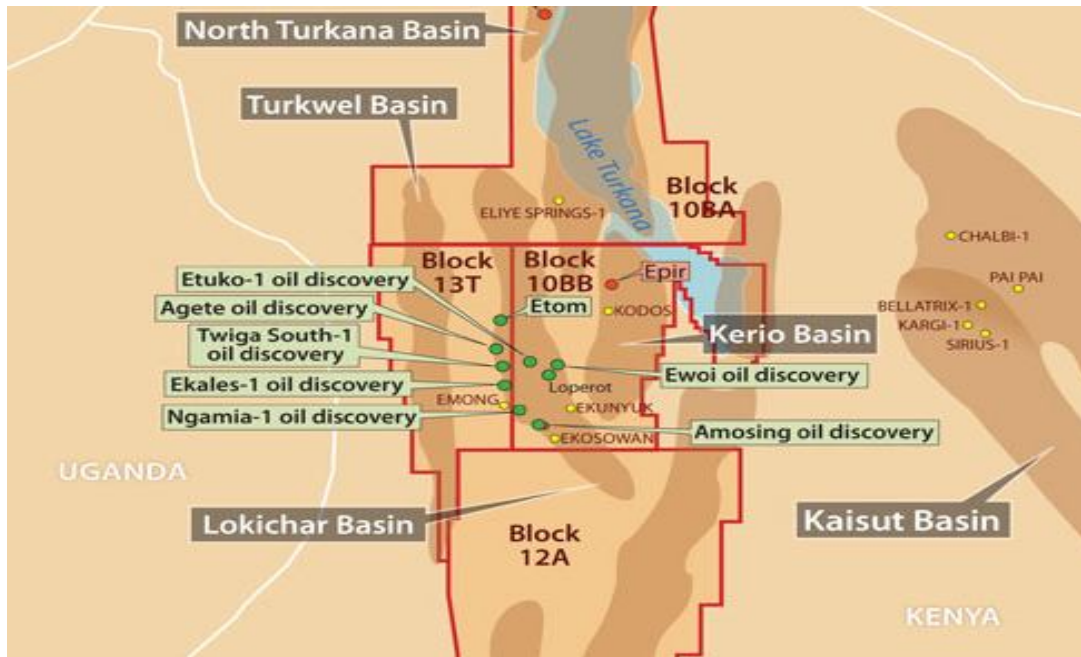 North Turkana Basin
Turkwel Basin
Lake Turkana
Block
10BA
ELIYE SPRINGS-1
CHALBI-1
Block
13T
Block
10BB
Epir
PAI PAI
Etuko-1 oil discovery
Etom
KODOS
BELLATRIX-1
Agete oil discovery
KARGI-1
Twiga South-1
oil discovery
Kerio Basin
SIRIUS-1
Ekales-1 oil discovery
Loperot
Ewoi oil discovery
EMONG
EKUNYUK
Ngamia-1 oil discovery
EKOSOWAN
Amosing oil discovery
UGANDA
Lokichar Basin
Kaisut Basin
Block
12A
KENYA